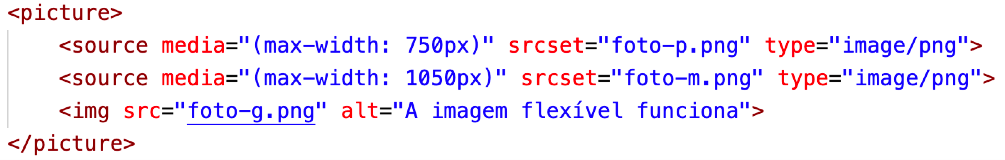 <picture>
<source media="(max-width: 750px)" srcset="foto-p.png" type="image/png">
<source media="(max-width: 1050px)" srcset="foto-m.png" type="image/png">
<img src="foto-g.png" alt="A imagem flexível funciona">
</picture>